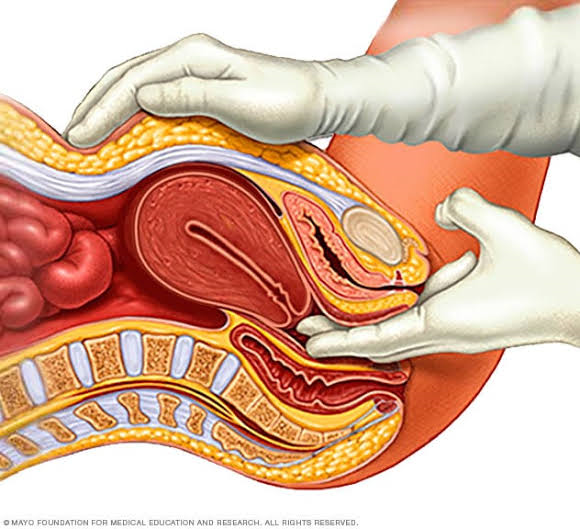 © MAYO FOUNDATION FOR MEDICAL EDUCATION AND RESEARCH. ALL RIGHTS RESERVED.